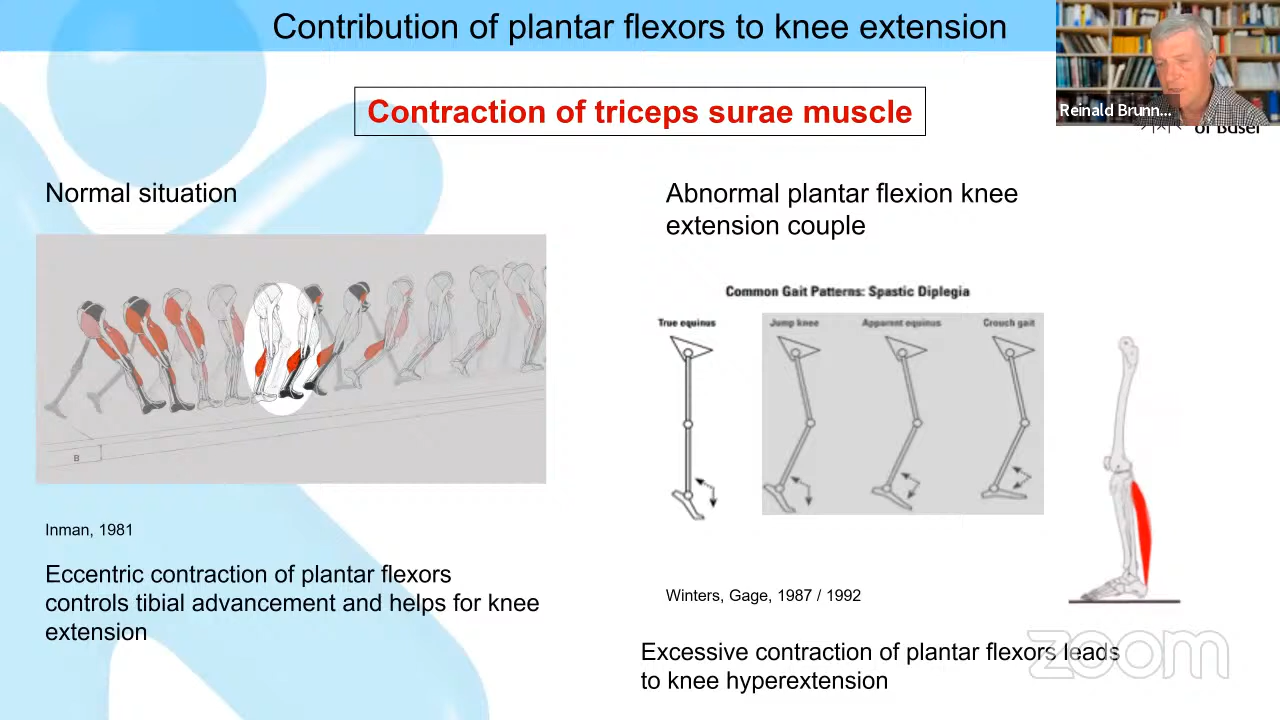 Contribution of plantar flexors to knee extension
Reinald Brunn...
of Basel
Contraction of triceps surae muscle
Normal situation
Abnormal plantar flexion knee
extension couple
Common Gait Patterns: Spastic Diplegia
True equinus
Jump knee
Apparent equinus
Crouch gait
B
Inman, 1981
Eccentric contraction of plantar flexors
controls tibial advancement and helps for knee
extension
Winters, Gage, 1987 / 1992
Excessive contraction of plantar flexors leads
to knee hyperextension
zoom